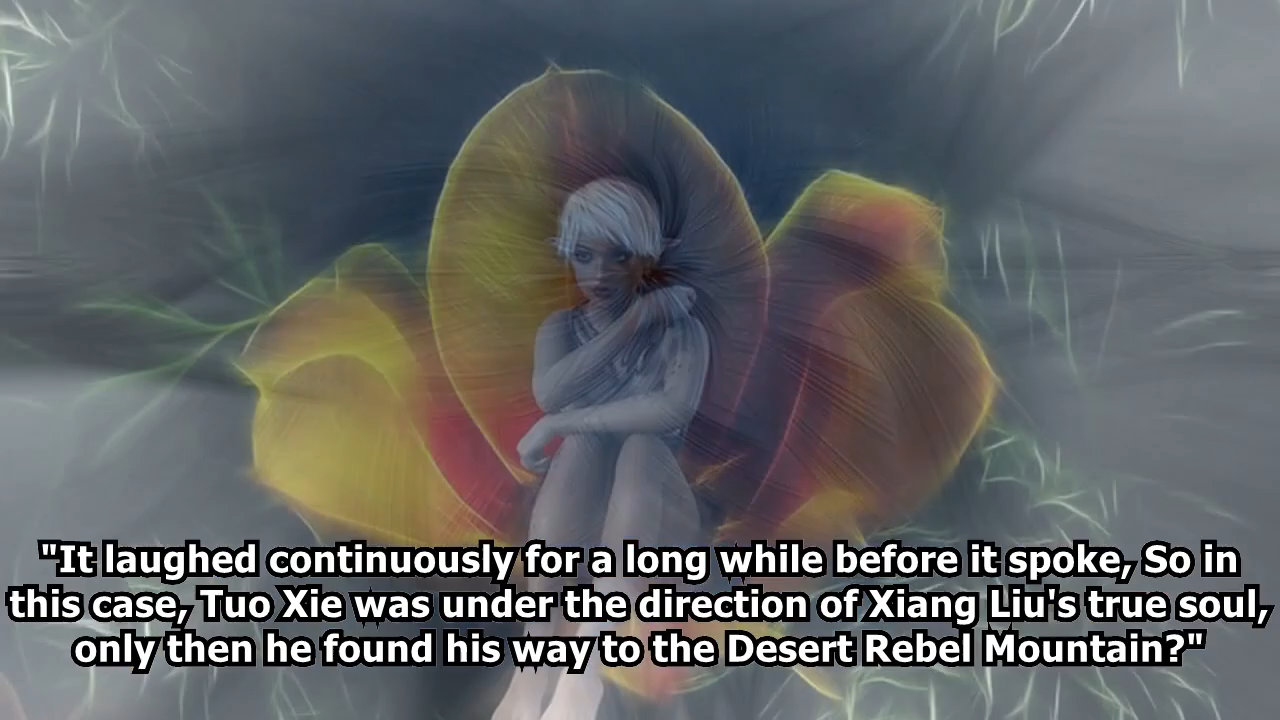 "It laughed continuously for a long while before it spoke, So in
this case, Tuo Xie was under the direction of Xiang Liu's true soul,
only then he found his way to the Desert Rebel Mountain?"